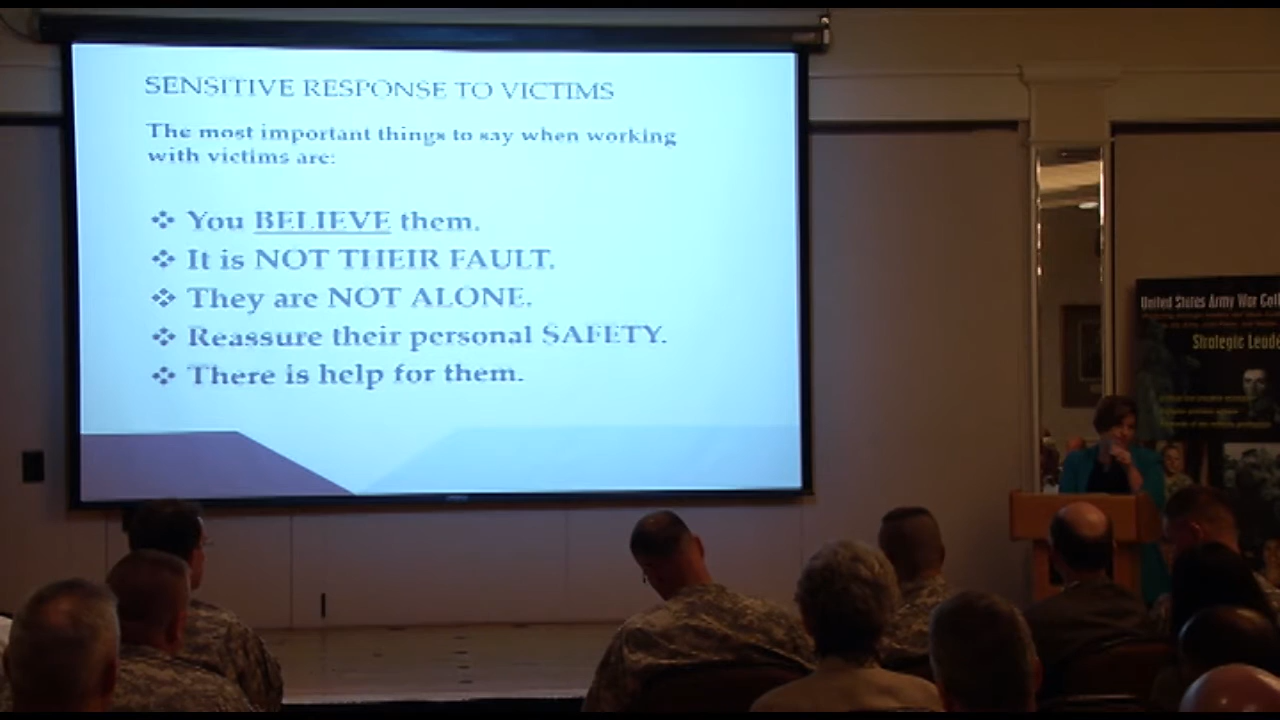 SENSITIVE RESPONSE TO VICTIMS
The most important things to say when working
with victims are:
You BELIEVE them.
It is NOT THEIR FAULT.
They are NOT ALONE.
Reassure their personal SAFETY.
There is help for them.
United States Army War Coll
Strategic Leade